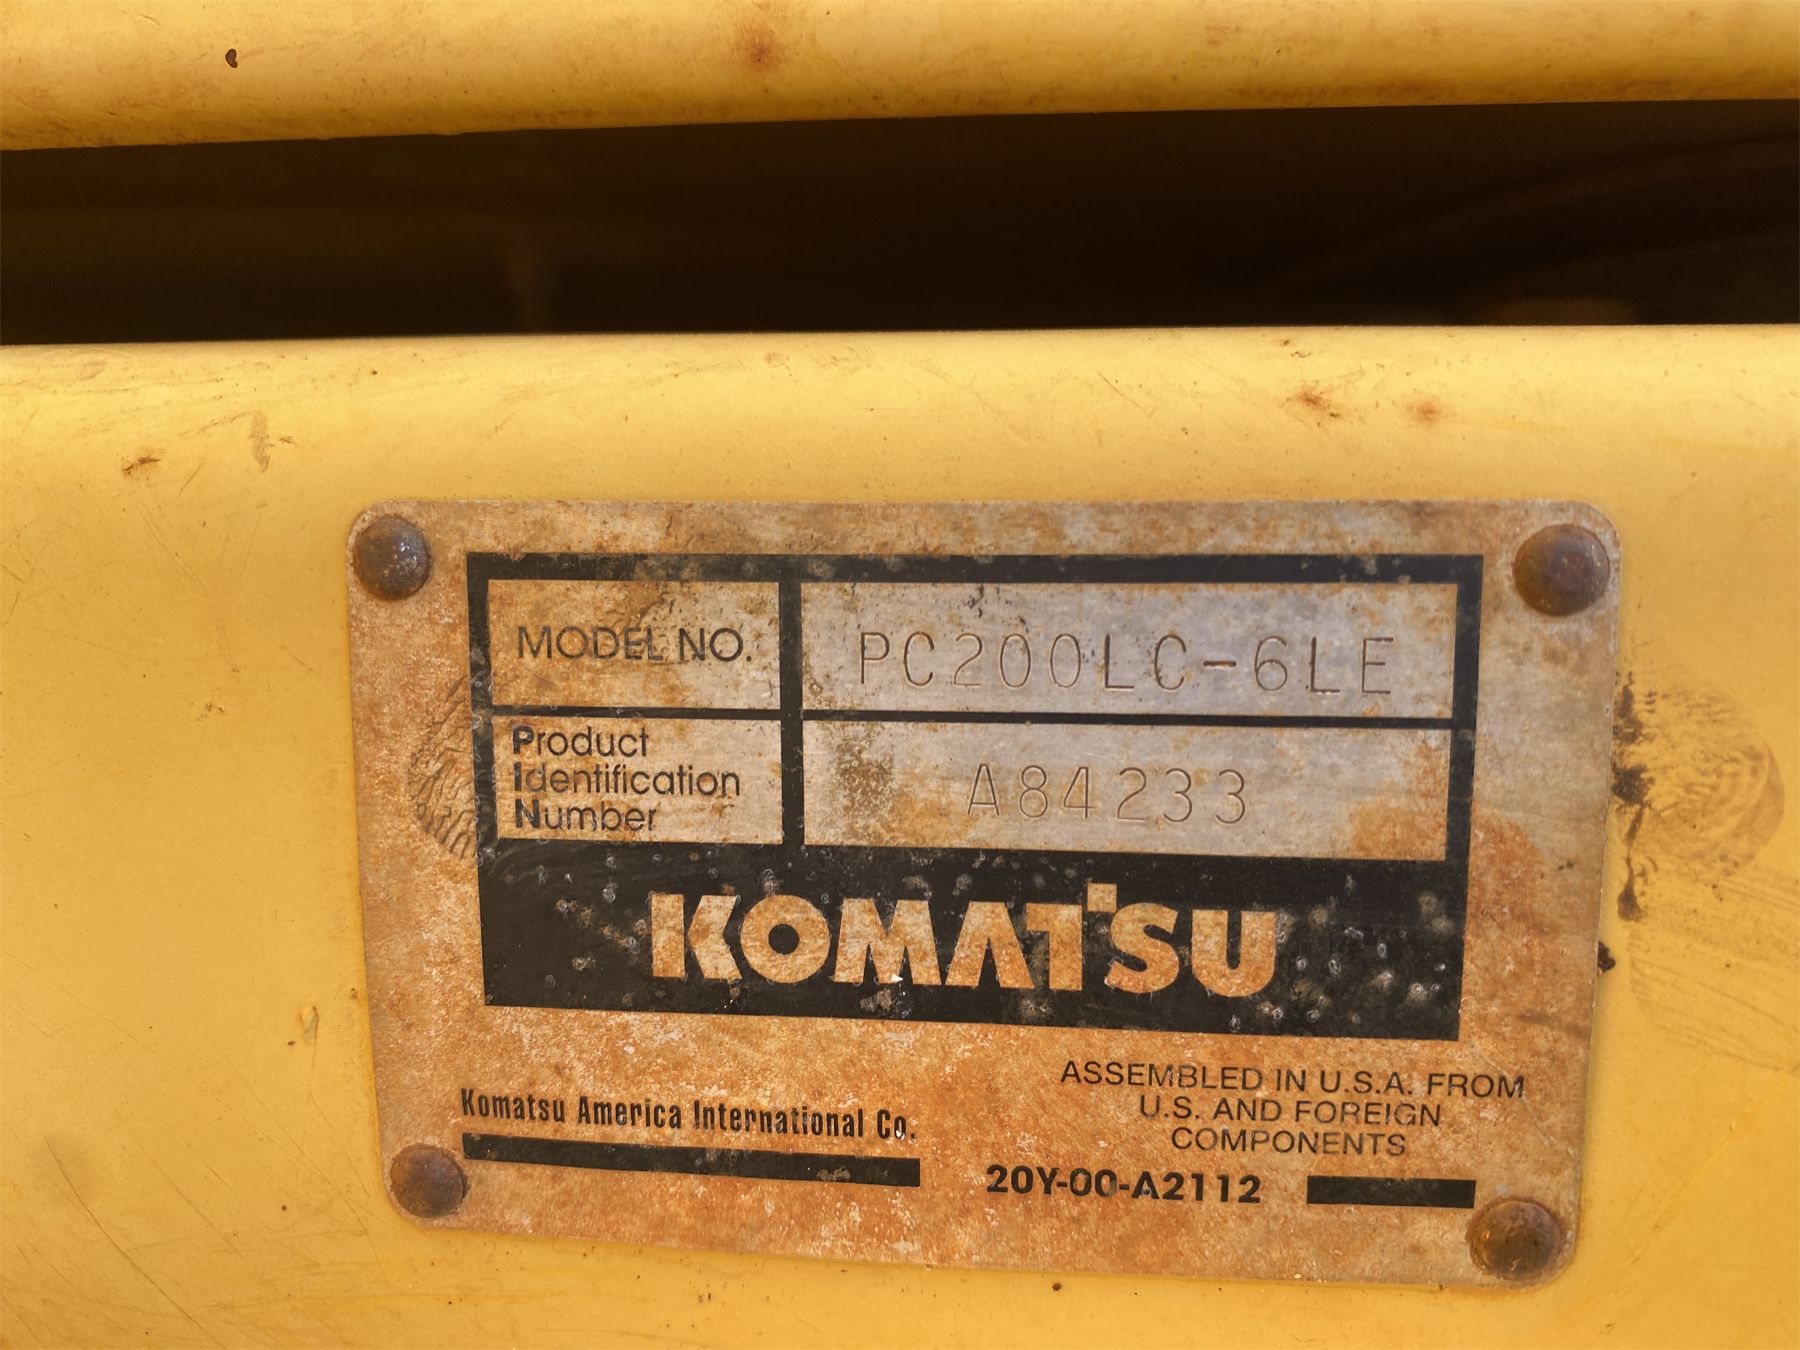 MODEL NO. PC200LC-6LE
Product
Identification
Number
A84233
KOMATSU
Komatsu America International Co.
ASSEMBLED IN U.S.A. FROM
U.S. AND FOREIGN
COMPONENTS
20Y-00-A2112